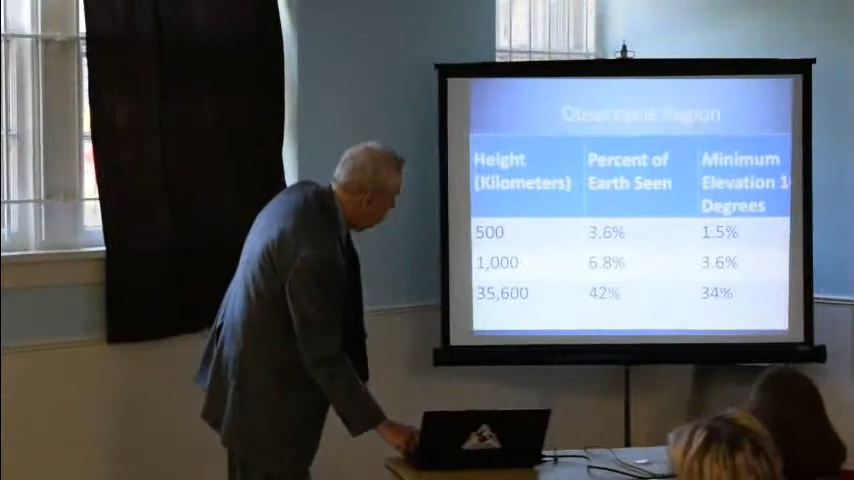 Observable Region
Height (Kilometers)
Percent of Earth Seen
Minimum Elevation 10 Degrees
500 3.6% 1.5%
1,000 6.8% 3.6%
35,600 42% 34%